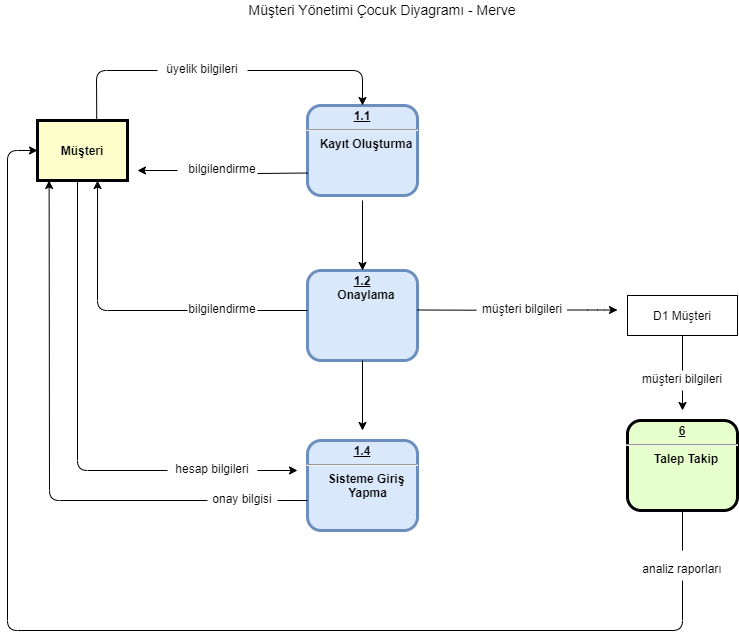 Müşteri Yönetimi Çocuk Diyagramı - Merve
üyelik bilgileri
1.1
Kayıt Oluşturma
Müşteri
bilgilendirme
1.2
Onaylama
bilgilendirme
müşteri bilgileri
D1 Müşteri
müşteri bilgileri
6
Talep Takip
1.4
Sisteme Giriş
Yapma
hesap bilgileri
onay bilgisi
analiz raporları